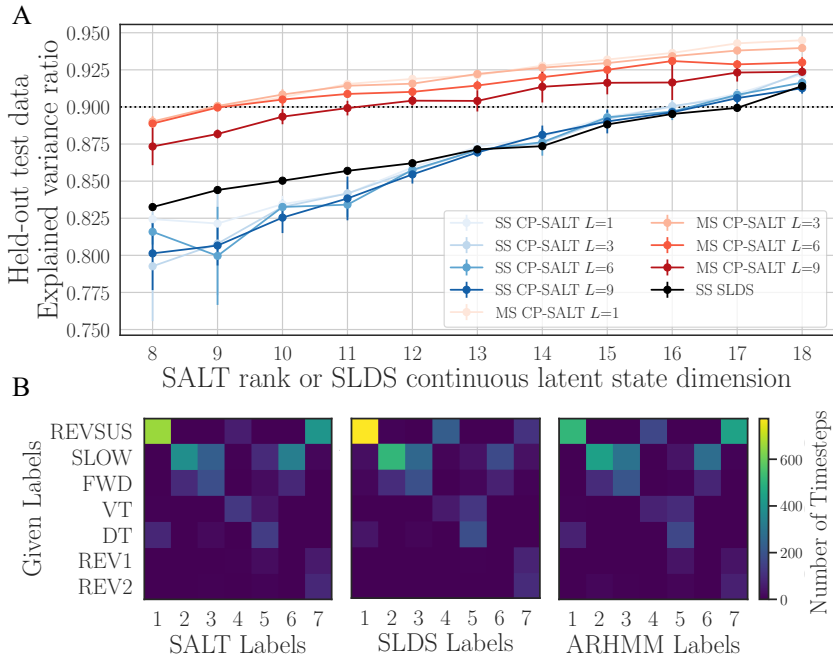 A
Held-out test data
Explained variance ratio
0.950
0.925
0.900
0.875
0.850
0.825
0.800
0.775
0.750
SS CP-SALT L=1
SS CP-SALT L=3
SS CP-SALT L=6
SS CP-SALT L=9
MS CP-SALT L=1
MS CP-SALT L=3
MS CP-SALT L=6
MS CP-SALT L=9
SS SLDS
8 9 10 11 12 13 14 15 16 17 18
SALT rank or SLDS continuous latent state dimension
B
Given Labels
REVSUS
SLOW
FWD
VT
DT
REV1
REV2
1 2 3 4 5 6 7
SALT Labels
1 2 3 4 5 6 7
SLDS Labels
1 2 3 4 5 6 7
ARHMM Labels
600
400
200
0
Number of Timesteps